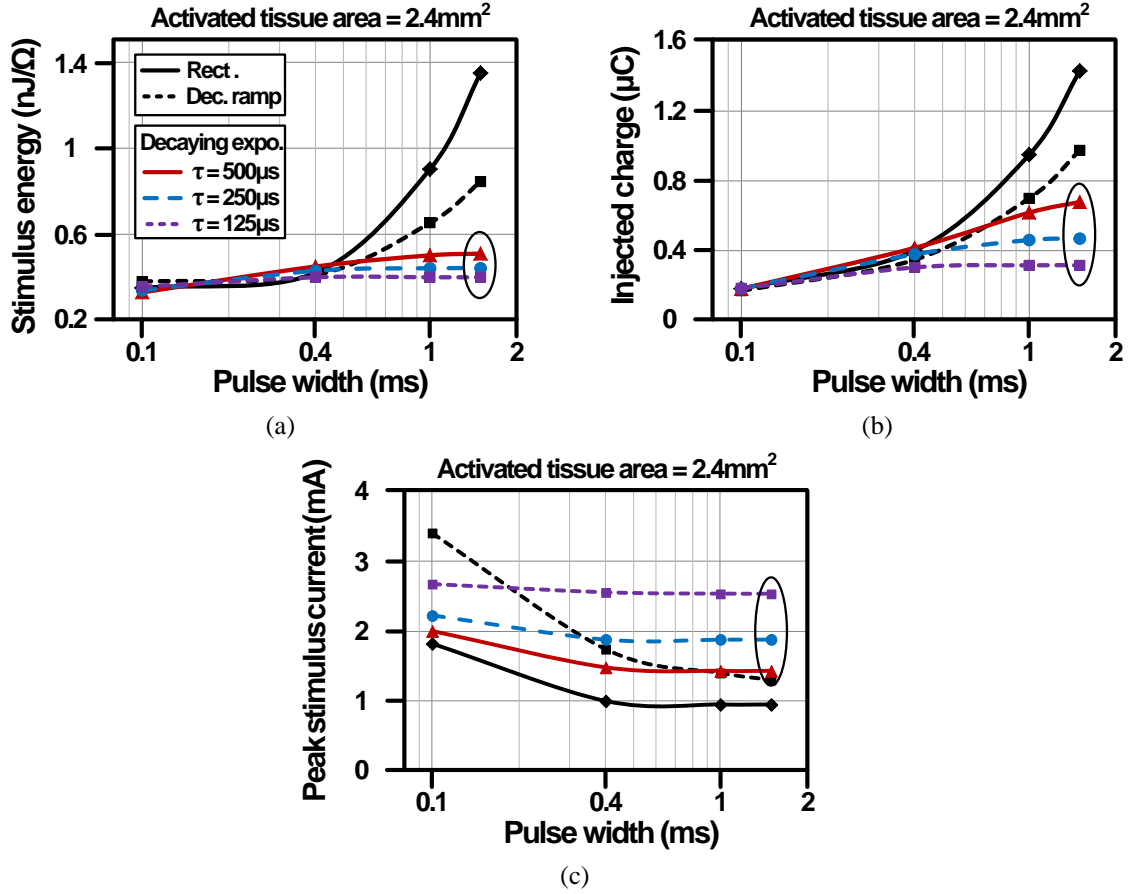 Activated tissue area = 2.4mm²
Stimulus energy (nJ/Ω)
1.4
1
0.6
0.2
Rect .
Dec. ramp
Decaying expo.
τ = 500µs
τ = 250µs
τ = 125µs
0.1
0.4
1
2
Pulse width (ms)
(a)
Activated tissue area = 2.4mm²
Injected charge (µC)
1.6
1.2
0.8
0.4
0
0.1
0.4
1
2
Pulse width (ms)
(b)
Activated tissue area = 2.4mm²
Peak stimulus current (mA)
4
3
2
1
0
0.1
0.4
1
2
Pulse width (ms)
(c)